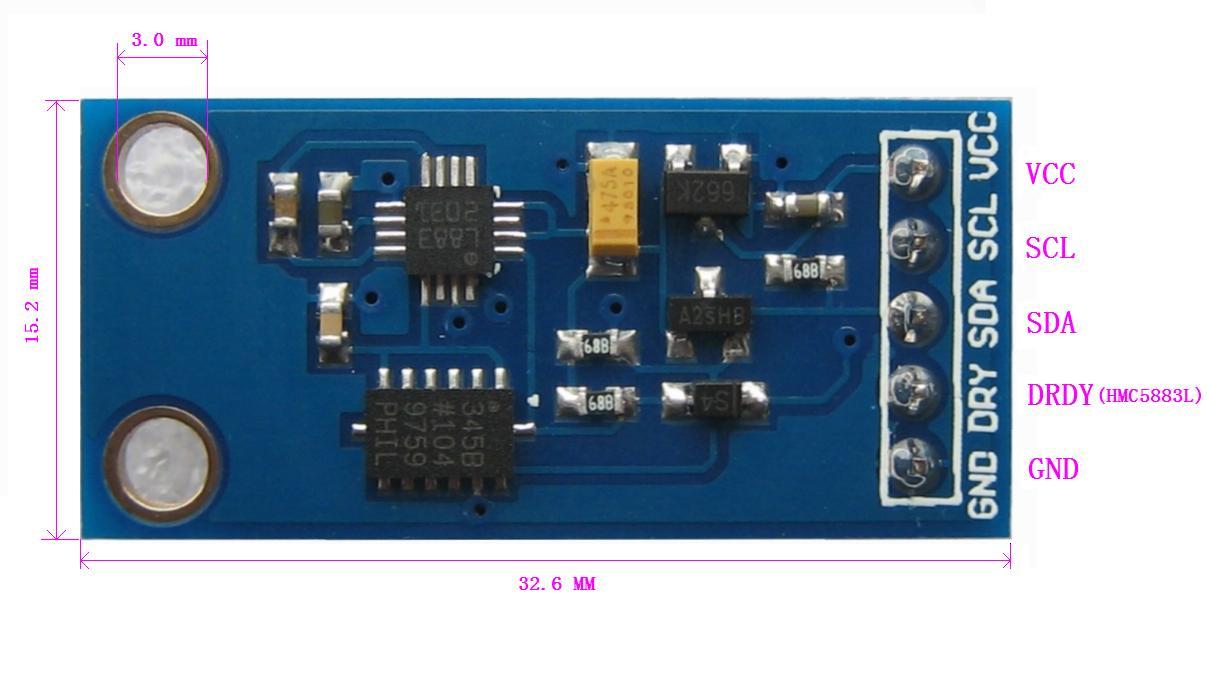 3.0 mm
15.2 mm
32.6 MM
VCC
SCL
SDA
DRDY(HMC5883L)
GND
GND DRY SDA SCL VCC
L883
2031
475A
98010
662K
68B
A2sHB
68B
68B
S4
345B
#104
9759
PHIL